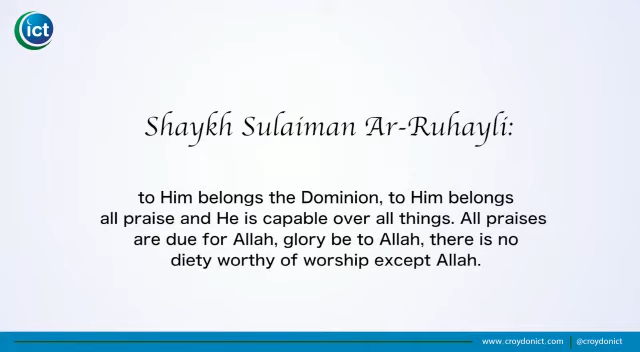 ict
Shaykh Sulaiman Ar-Ruhayli:
to Him belongs the Dominion, to Him belongs
all praise and He is capable over all things. All praises
are due for Allah, glory be to Allah, there is no
diety worthy of worship except Allah.
www.croydonict.com | @croydonict